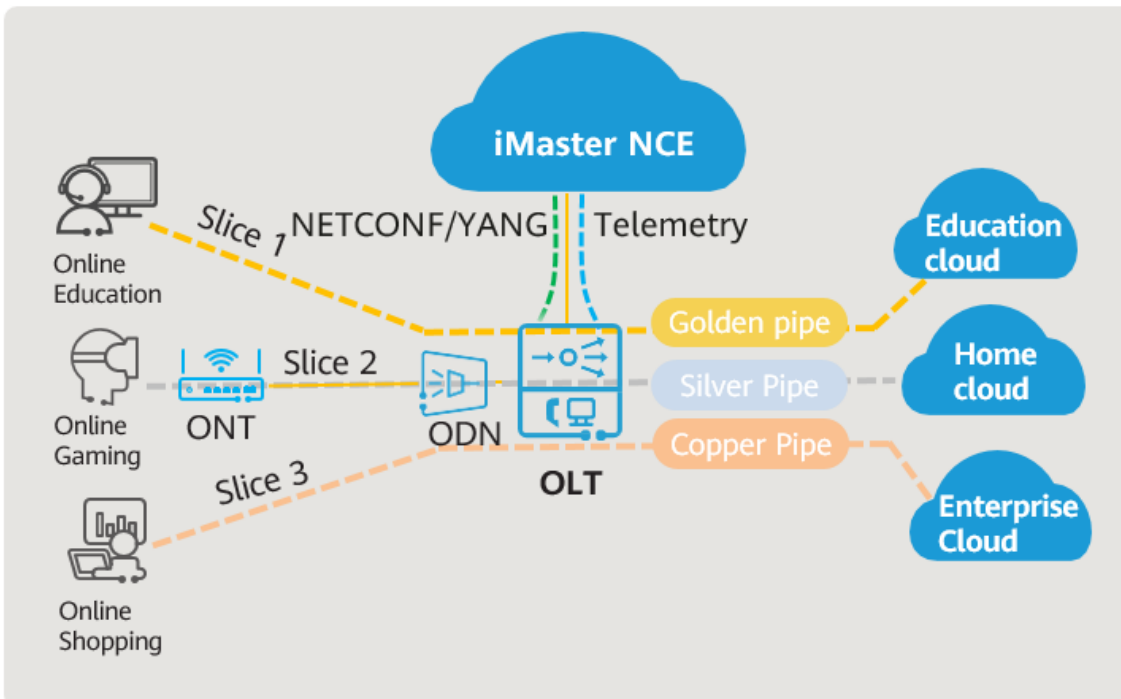 iMaster NCE
Slice 1
NETCONF/YANG
Telemetry
Education
cloud
Online
Education
Golden pipe
Slice 2
Silver Pipe
Home
cloud
ONT
ODN
Online
Gaming
Copper Pipe
OLT
Slice 3
Enterprise
Cloud
Online
Shopping